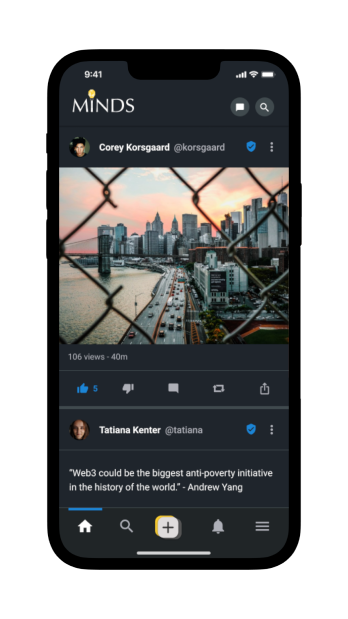 9:41
MINDS
Corey Korsgaard @korsgaard
106 views · 40m
5
Tatiana Kenter @tatiana
"Web3 could be the biggest anti-poverty initiative
in the history of the world." - Andrew Yang